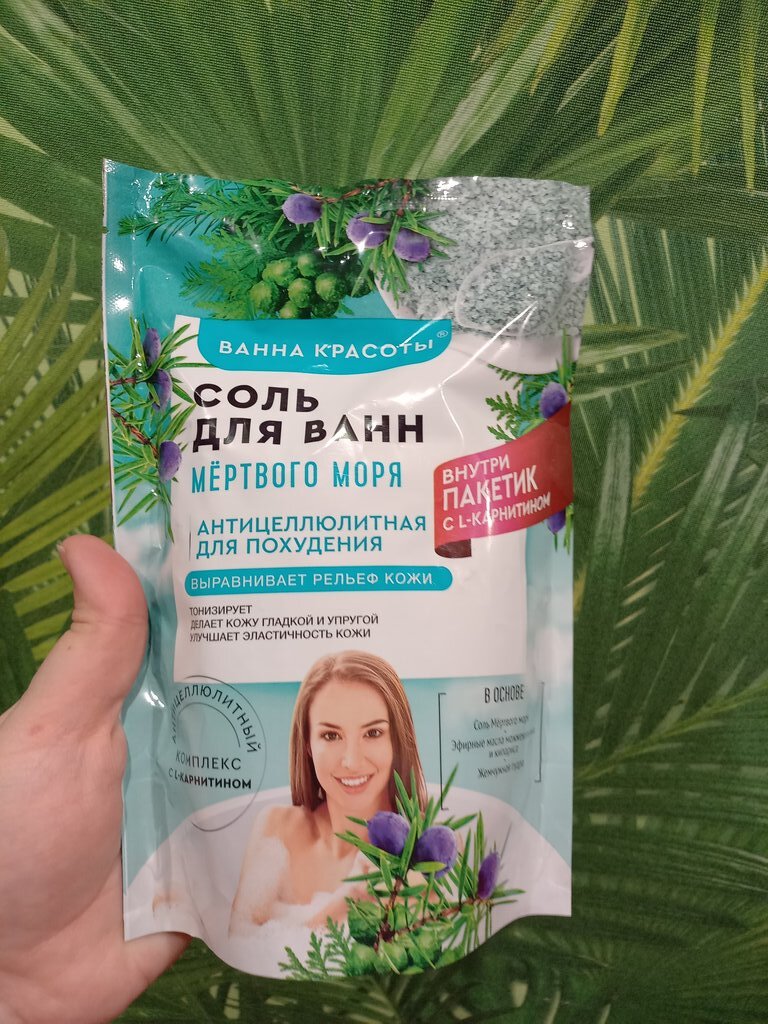 ВАННА КРАСОТЫ®
СОЛЬ
ДЛЯ ВАНН
МЁРТВОГО МОРЯ
ВНУТРИ
ПАКЕТИК
С L-КАРНИТИНОМ
АНТИЦЕЛЛЮЛИТНАЯ
ДЛЯ ПОХУДЕНИЯ
ВЫРАВНИВАЕТ РЕЛЬЕФ КОЖИ
ТОНИЗИРУЕТ
ДЕЛАЕТ КОЖУ ГЛАДКОЙ И УПРУГОЙ
УЛУЧШАЕТ ЭЛАСТИЧНОСТЬ КОЖИ
АНТИЦЕЛЛЮЛИТНЫЙ
КОМПЛЕКС
С L-КАРНИТИНОМ
В ОСНОВЕ
Соль Мёртвого моря
Эфирные масла
и кипариса
Жемчужная пудра